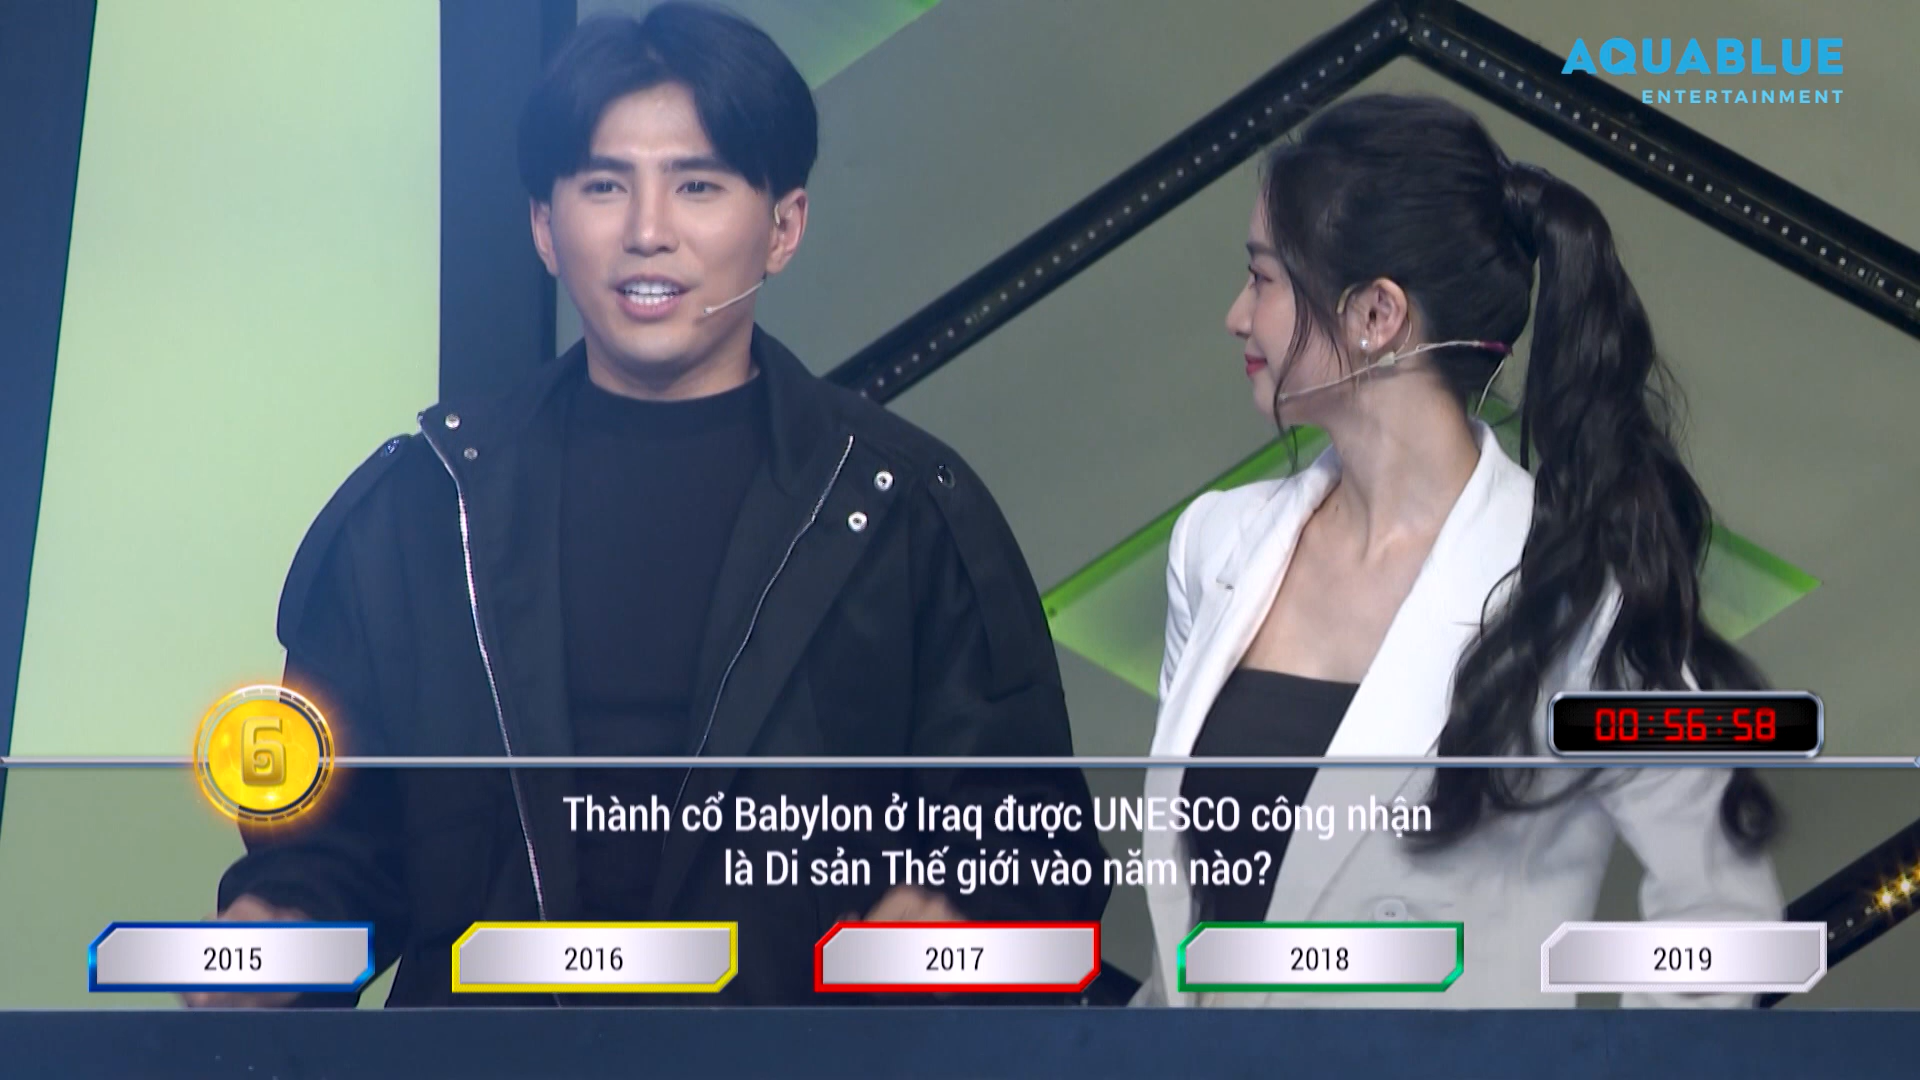 AQUABLUE
ENTERTAINMENT
6
00:56:58
Thành cổ Babylon ở Iraq được UNESCO công nhận
là Di sản Thế giới vào năm nào?
2015
2016
2017
2018
2019